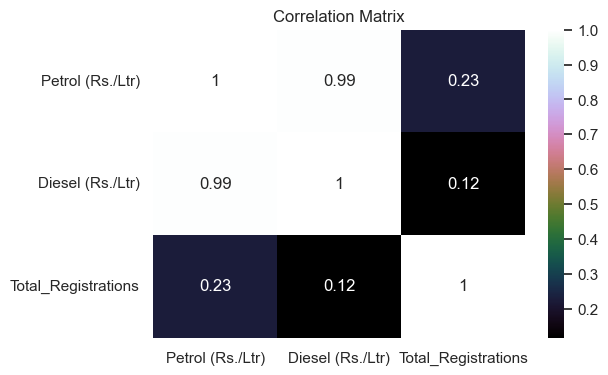 Correlation Matrix
Petrol (Rs./Ltr)
1
0.99
0.23
Diesel (Rs./Ltr)
0.99
1
0.12
Total_Registrations
0.23
0.12
1
Petrol (Rs./Ltr)
Diesel (Rs./Ltr)
Total_Registrations
1.0
0.9
0.8
0.7
0.6
0.5
0.4
0.3
0.2